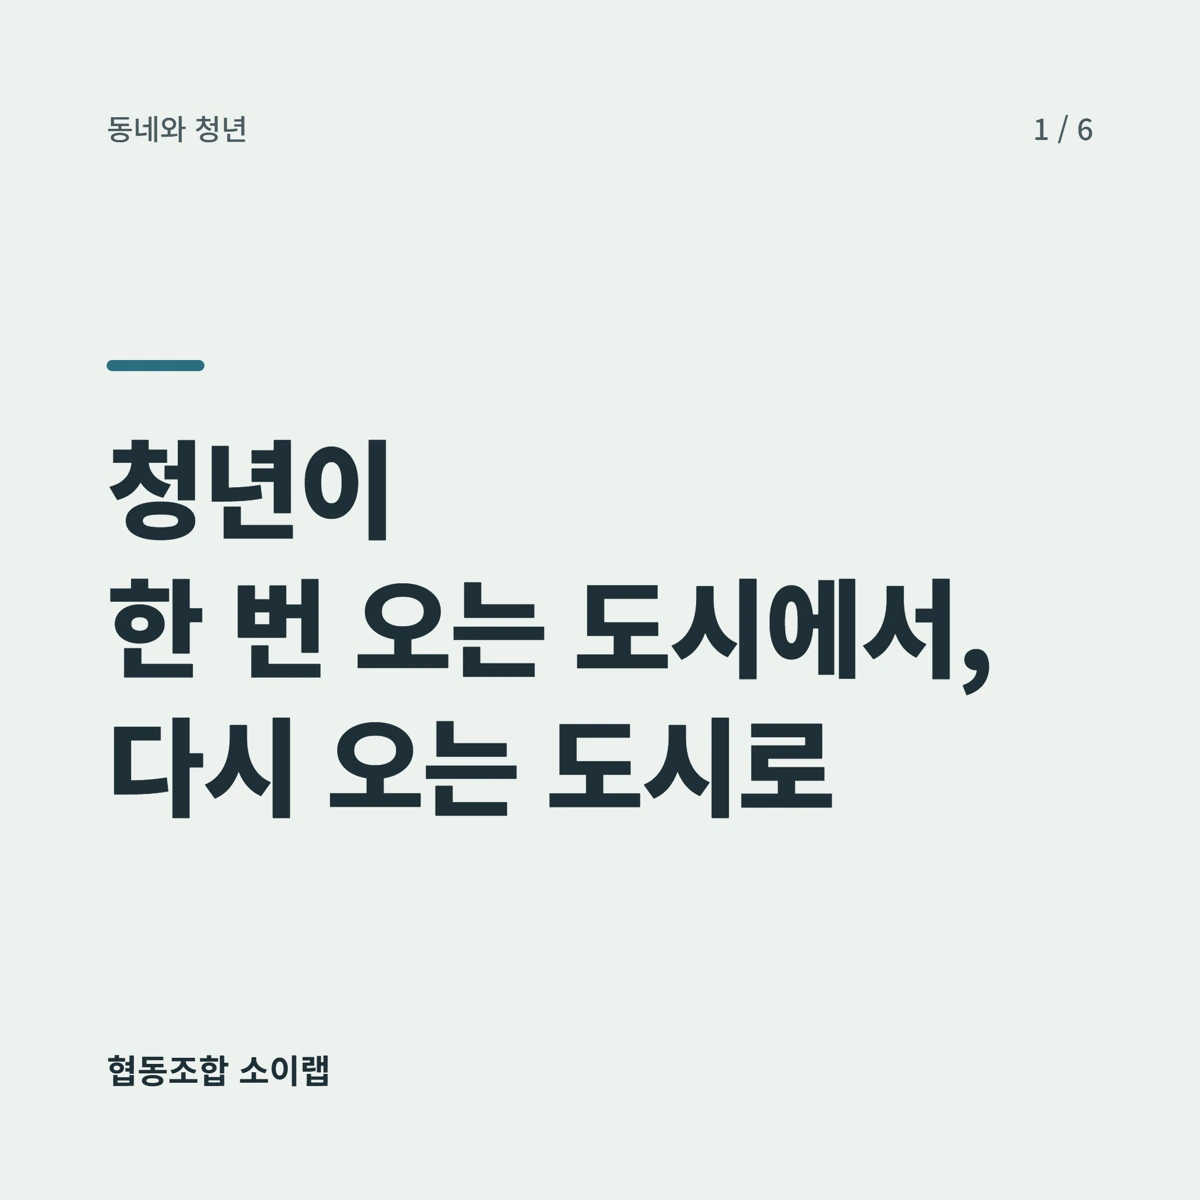 동네와 청년
1 / 6
청년이
한 번 오는 도시에서,
다시 오는 도시로
협동조합 소이랩